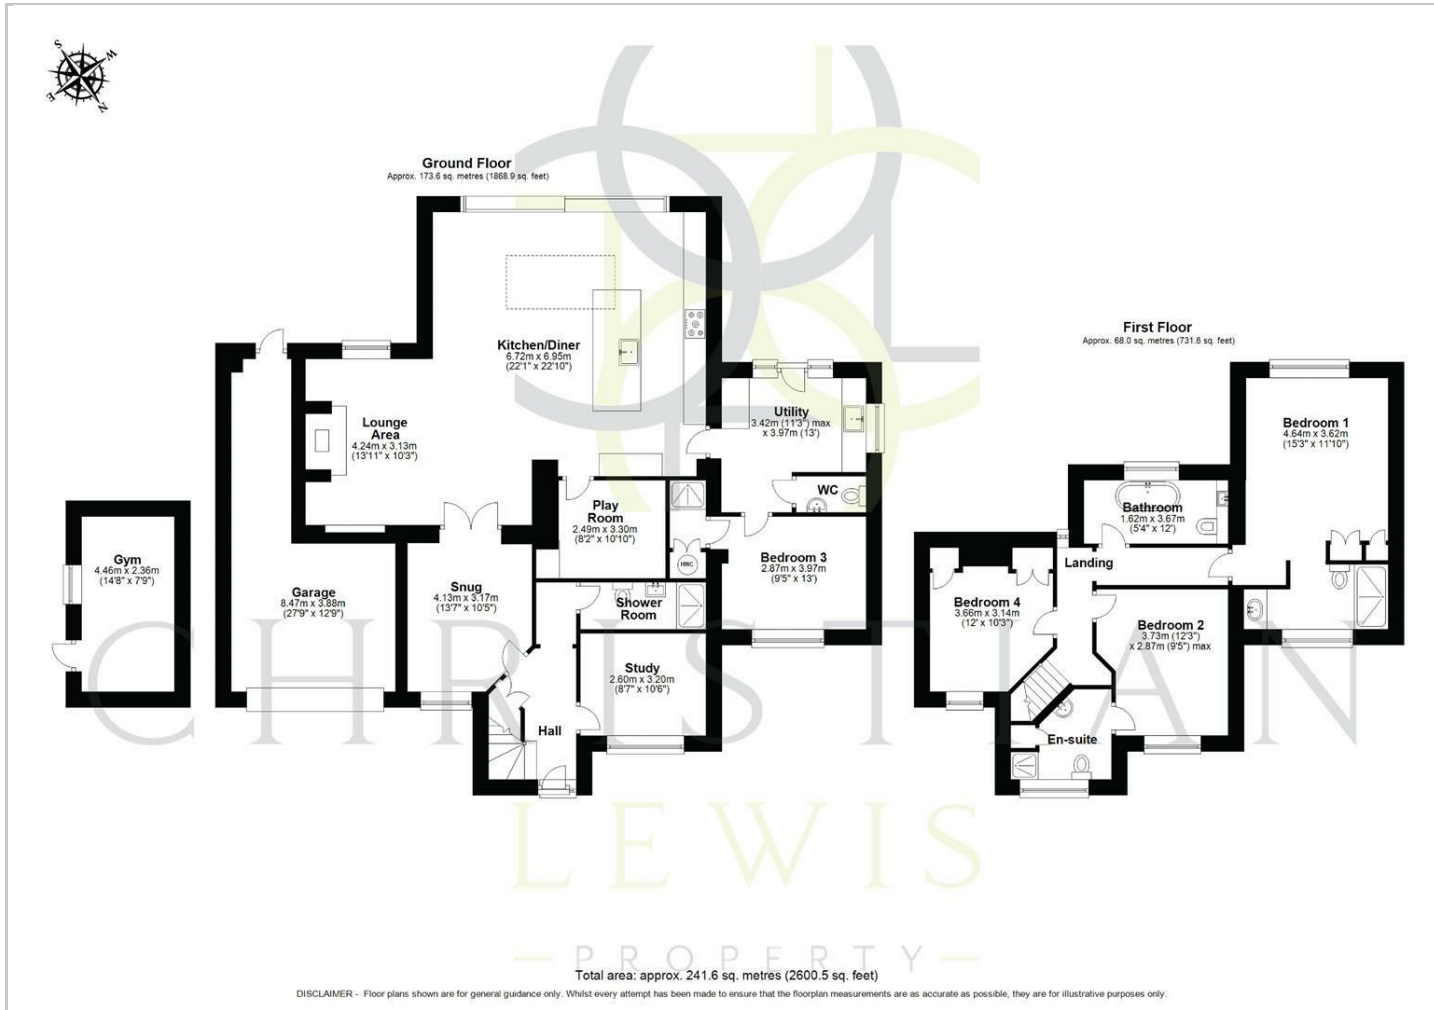 S
W
E
N
Ground Floor
Approx. 173.6 sq. metres (1868.9 sq. feet)
Kitchen/Diner
6.72m x 6.95m
(22'1" x 22'10")
Lounge
Area
4.24m x 3.13m
(13'11" x 10'3")
Utility
3.42m (11'3") max
x 3.97m (13')
WC
Play
Room
2.49m x 3.30m
(8'2" x 10'10")
HWC
Bedroom 3
2.87m x 3.97m
(9'5" x 13')
Gym
4.46m x 2.36m
(14'8" x 7'9")
Garage
8.47m x 3.88m
(27'9" x 12'9")
Snug
4.13m x 3.17m
(13'7" x 10'5")
Shower
Room
Study
2.60m x 3.20m
(8'7" x 10'6")
Hall
First Floor
Approx. 68.0 sq. metres (731.6 sq. feet)
Bedroom 1
4.64m x 3.62m
(15'3" x 11'10")
Bathroom
1.62m x 3.67m
(5'4" x 12')
Landing
Bedroom 4
3.66m x 3.14m
(12' x 10'3")
Bedroom 2
3.73m (12'3")
x 2.87m (9'5") max
En-suite
CHRISTIAN
LEWIS
PROPERTY
Total area: approx. 241.6 sq. metres (2600.5 sq. feet)
DISCLAIMER - Floor plans shown are for general guidance only. Whilst every attempt has been made to ensure that the floorplan measurements are as accurate as possible, they are for illustrative purposes only.